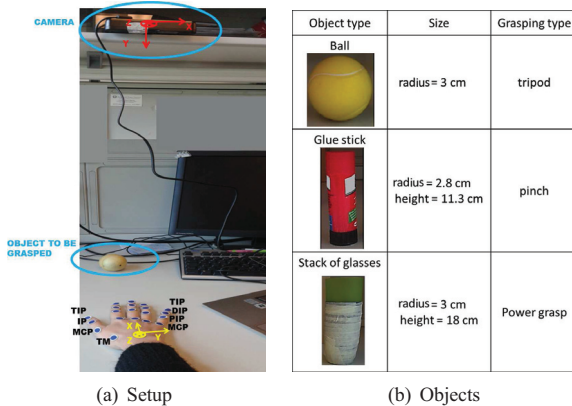 CAMERA
Y
OBJECT TO BE
GRASPED
TIP
IP
MCP
TM
TIP
DIP
PIP
MCP
X
Y
Z
(a) Setup
Object type Size Grasping type
Ball
radius = 3 cm tripod
Glue stick
radius = 2.8 cm
height = 11.3 cm
pinch
Stack of glasses
radius = 3 cm
height = 18 cm
Power grasp
(b) Objects